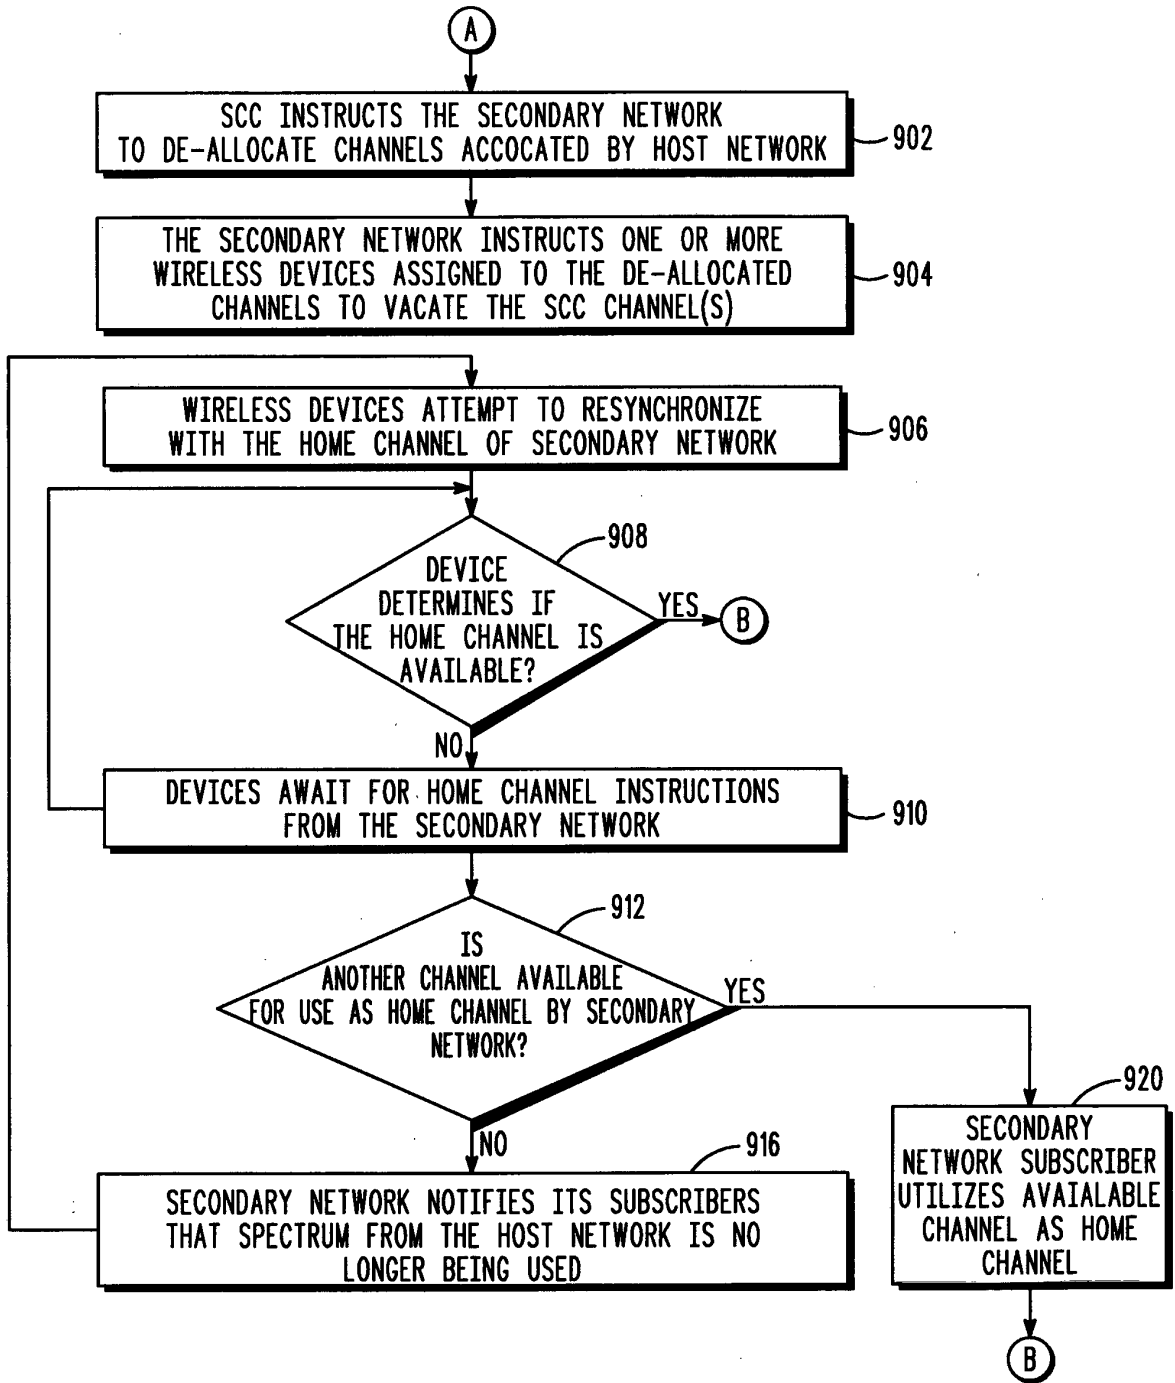 A
SCC INSTRUCTS THE SECONDARY NETWORK
TO DE-ALLOCATE CHANNELS ACCOCATED BY HOST NETWORK
902
THE SECONDARY NETWORK INSTRUCTS ONE OR MORE
WIRELESS DEVICES ASSIGNED TO THE DE-ALLOCATED
CHANNELS TO VACATE THE SCC CHANNEL(S)
904
WIRELESS DEVICES ATTEMPT TO RESYNCHRONIZE
WITH THE HOME CHANNEL OF SECONDARY NETWORK
906
908
DEVICE
DETERMINES IF
THE HOME CHANNEL IS
AVAILABLE?
YES
B
NO
DEVICES AWAIT FOR HOME CHANNEL INSTRUCTIONS
FROM THE SECONDARY NETWORK
910
912
IS
ANOTHER CHANNEL AVAILABLE
FOR USE AS HOME CHANNEL BY SECONDARY
NETWORK?
YES
NO
916
SECONDARY NETWORK NOTIFIES ITS SUBSCRIBERS
THAT SPECTRUM FROM THE HOST NETWORK IS NO
LONGER BEING USED
920
SECONDARY
NETWORK SUBSCRIBER
UTILIZES AVAIALABLE
CHANNEL AS HOME
CHANNEL
B